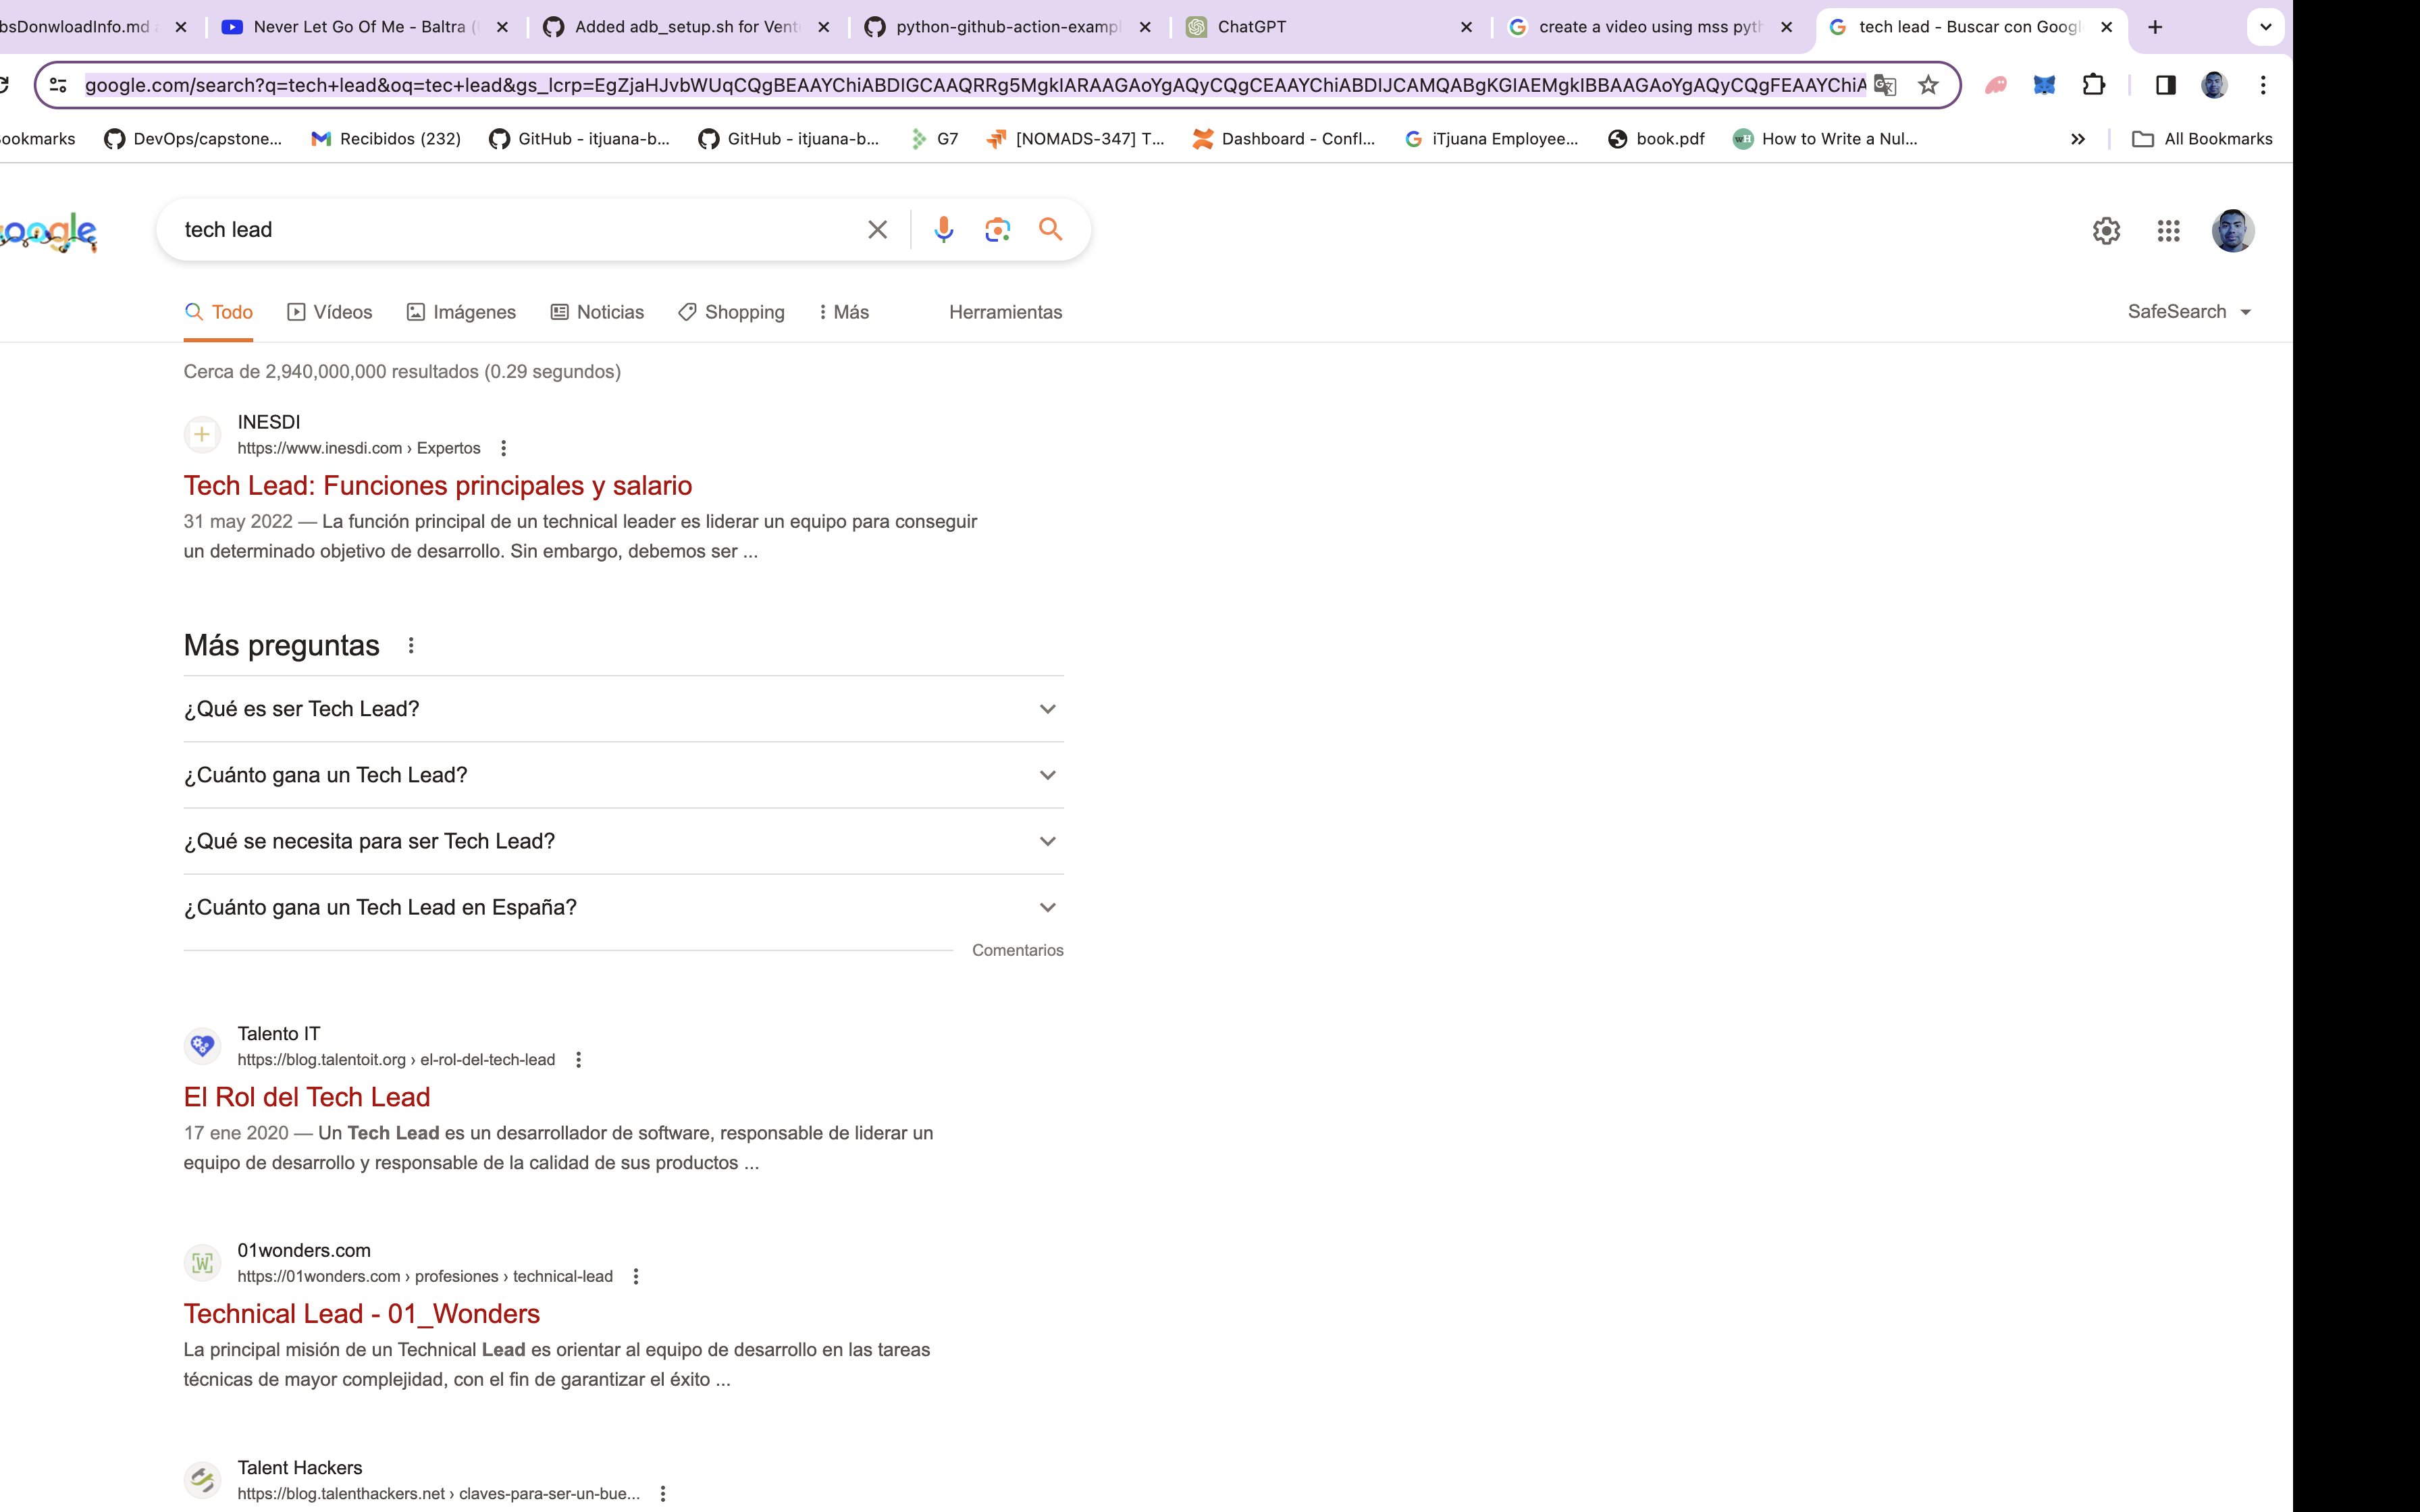 bsDonwloadInfo.md
Never Let Go Of Me - Baltra (
Added adb_setup.sh for Vent
python-github-action-exampl
ChatGPT
create a video using mss pyth
tech lead - Buscar con Googl
google.com/search?q=tech+lead&oq=tec+lead&gs_lcrp=EgZjaHJvbWUqCQgBEAAYChiABDIGCAAQRRg5MgkIARAAGAoYgAQyCQgCEAAYChiABDIJCAMQABgKGIAEMgkIBBAAGAoYgAQyCQgFEAAYChiA
ookmarks
DevOps/capstone...
Recibidos (232)
GitHub - itjuana-b...
GitHub - itjuana-b...
G7
[NOMADS-347] T...
Dashboard - Confl...
iTjuana Employee...
book.pdf
wH
How to Write a Nul...
All Bookmarks
oogle
tech lead
Todo
Vídeos
Imágenes
Noticias
Shopping
Más
Herramientas
SafeSearch
Cerca de 2,940,000,000 resultados (0.29 segundos)
INESDI
https://www.inesdi.com › Expertos
Tech Lead: Funciones principales y salario
31 may 2022 — La función principal de un technical leader es liderar un equipo para conseguir
un determinado objetivo de desarrollo. Sin embargo, debemos ser ...
Más preguntas
¿Qué es ser Tech Lead?
¿Cuánto gana un Tech Lead?
¿Qué se necesita para ser Tech Lead?
¿Cuánto gana un Tech Lead en España?
Comentarios
Talento IT
https://blog.talentoit.org › el-rol-del-tech-lead
El Rol del Tech Lead
17 ene 2020 — Un Tech Lead es un desarrollador de software, responsable de liderar un
equipo de desarrollo y responsable de la calidad de sus productos ...
01wonders.com
https://01wonders.com › profesiones › technical-lead
Technical Lead - 01_Wonders
La principal misión de un Technical Lead es orientar al equipo de desarrollo en las tareas
técnicas de mayor complejidad, con el fin de garantizar el éxito ...
Talent Hackers
https://blog.talenthackers.net › claves-para-ser-un-bue...